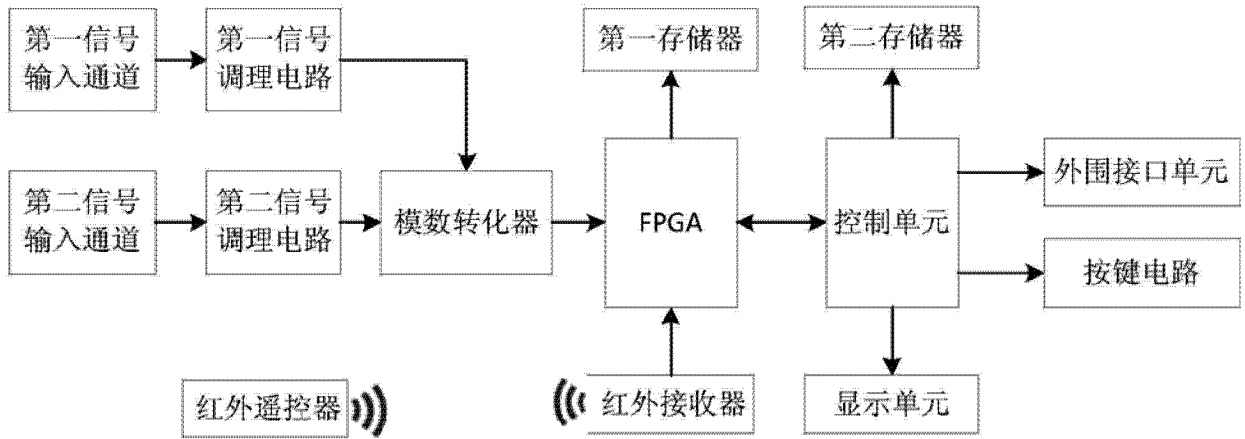 第一信号
输入通道
第一信号
调理电路
第一存储器
第二存储器
第二信号
输入通道
第二信号
调理电路
模数转化器
FPGA
控制单元
外围接口单元
按键电路
红外遥控器
红外接收器
显示单元